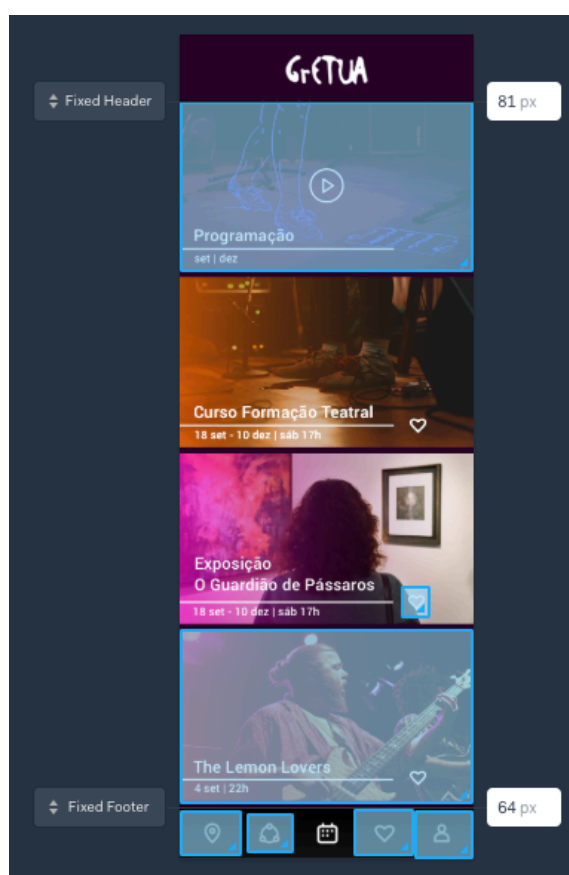 GrETUA
Fixed Header
81 px
Programação
set | dez
Curso Formação Teatral
18 set - 10 dez | sáb 17h
Exposição
O Guardião de Pássaros
18 set - 10 dez | sáb 17h
The Lemon Lovers
4 set | 22h
Fixed Footer
64 px